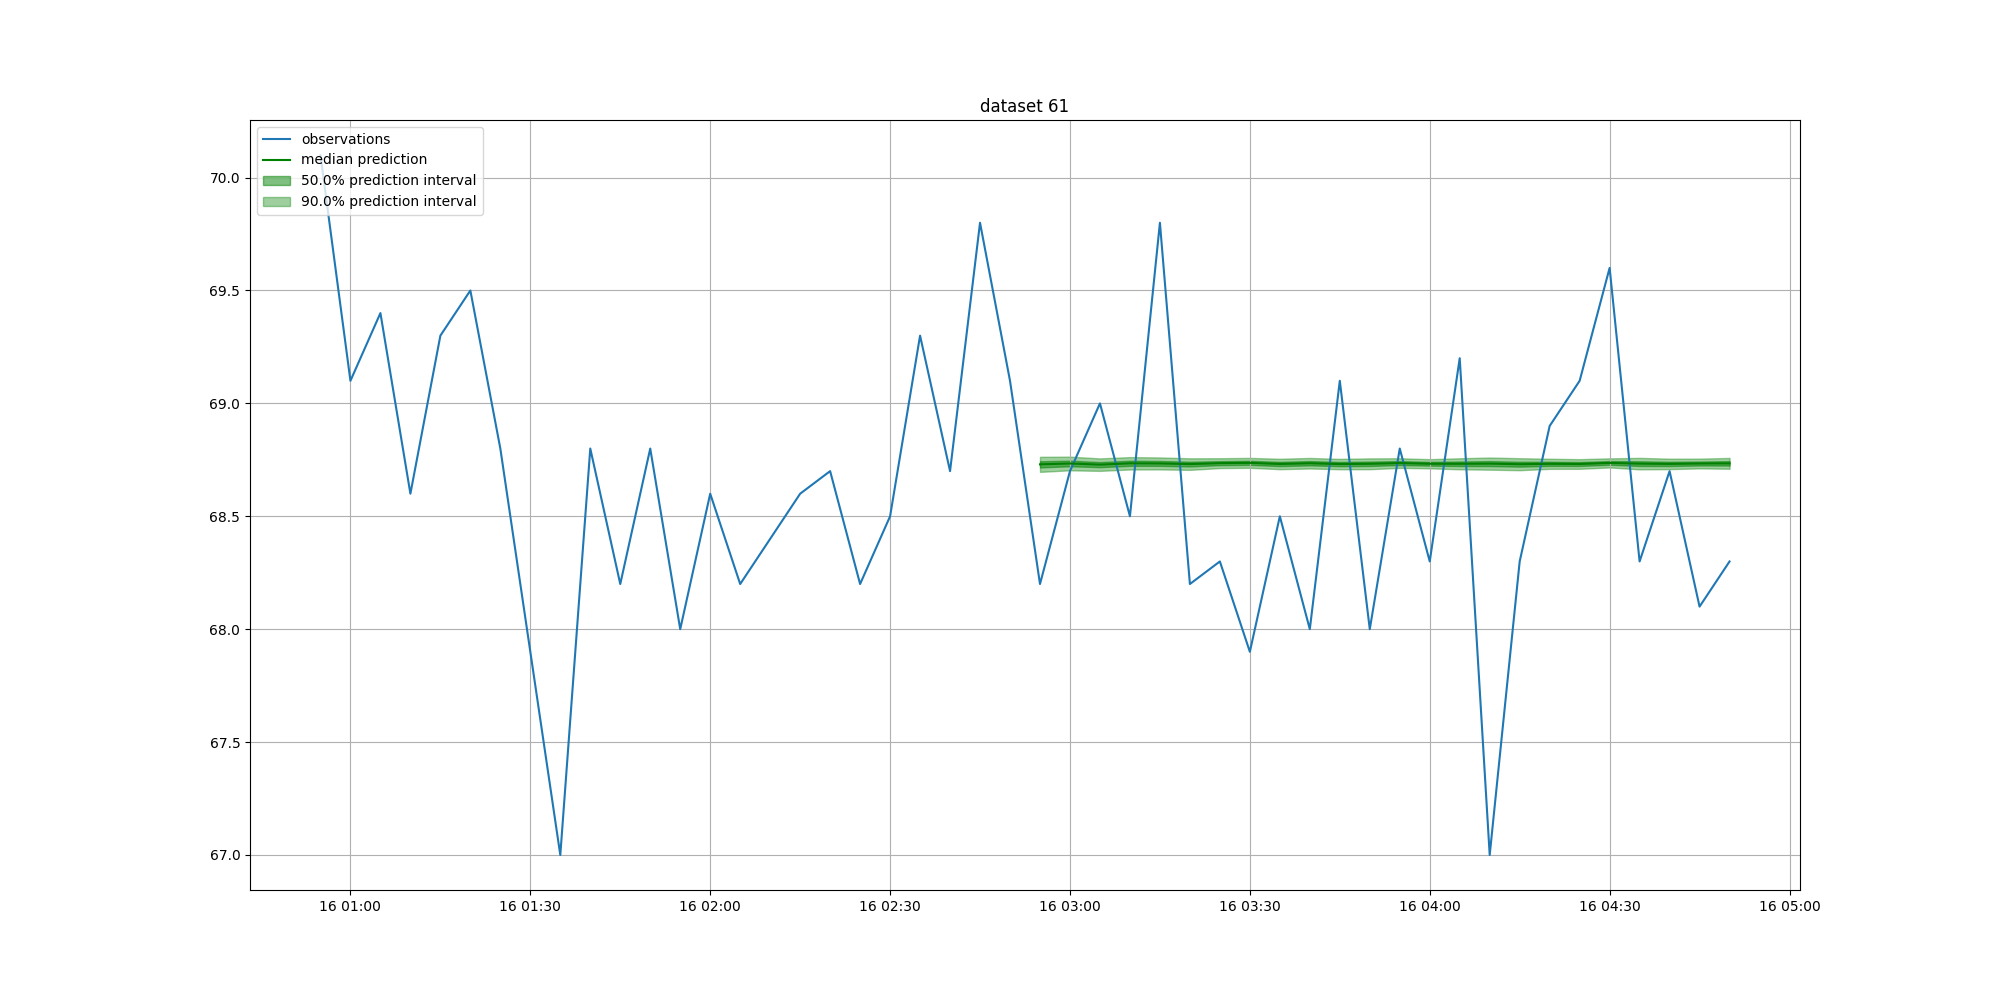 dataset 61
observations
median prediction
50.0% prediction interval
90.0% prediction interval
70.0
69.5
69.0
68.5
68.0
67.5
67.0
16 01:00 16 01:30 16 02:00 16 02:30 16 03:00 16 03:30 16 04:00 16 04:30 16 05:00